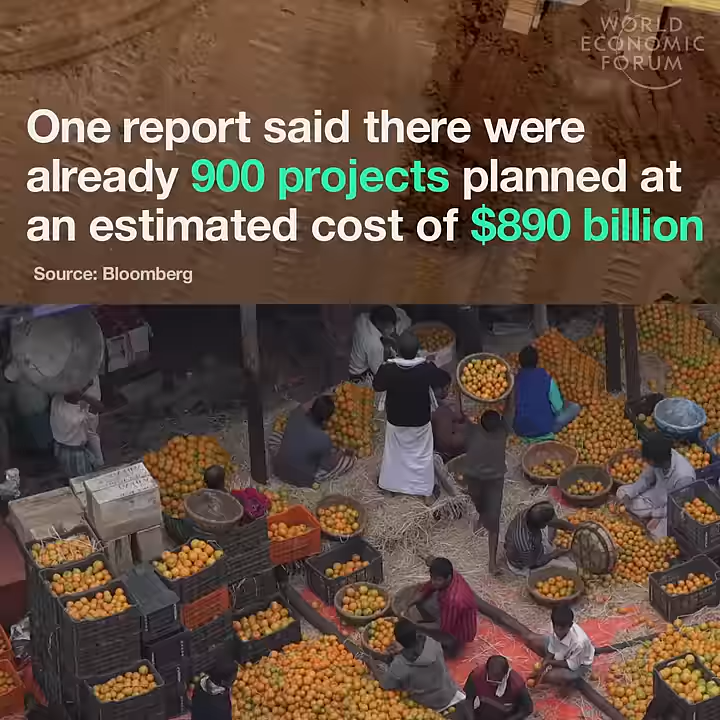 WORLD
ECONOMIC
FORUM
One report said there were
already 900 projects planned at
an estimated cost of $890 billion
Source: Bloomberg